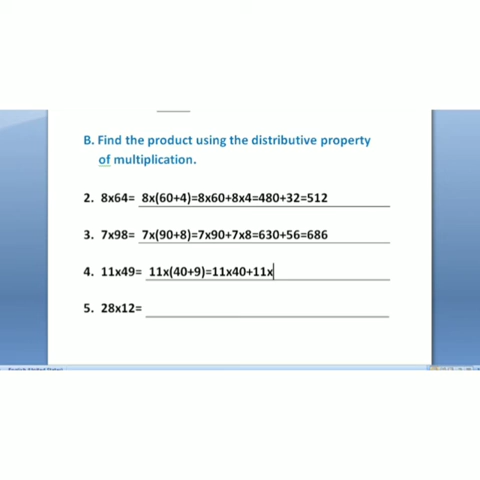 B. Find the product using the distributive property
of multiplication.
2. 8x64= 8x(60+4)=8x60+8x4=480+32=512
3. 7x98= 7x(90+8)=7x90+7x8=630+56=686
4. 11x49= 11x(40+9)=11x40+11x
5. 28x12=